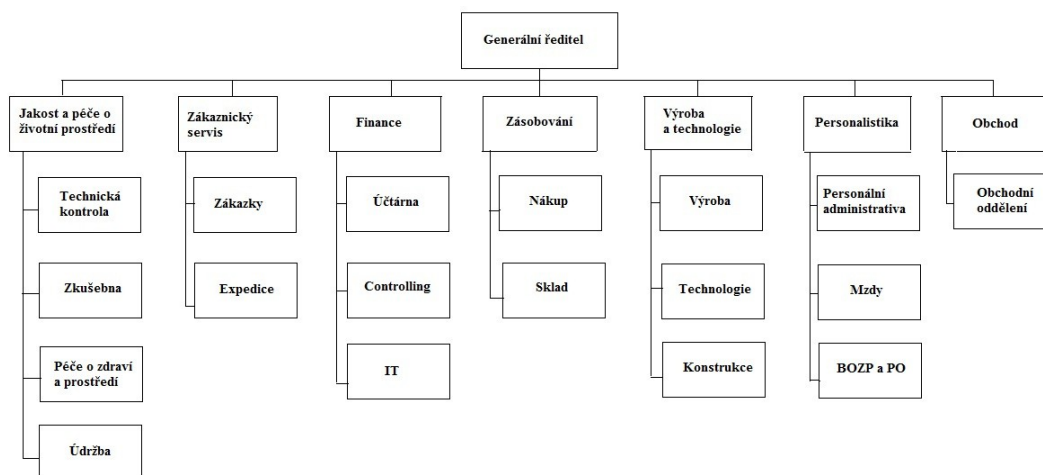 Generální ředitel
Jakost a péče o
životní prostředí
Zákaznický
servis
Finance
Zásobování
Výroba
a technologie
Personalistika
Obchod
Technická
kontrola
Zakázky
Účtárna
Nákup
Výroba
Personální
administrativa
Obchodní
oddělení
Zkušebna
Expedice
Controlling
Sklad
Technologie
Mzdy
Péče o zdraví
a prostředí
IT
Konstrukce
BOZP a PO
Údržba